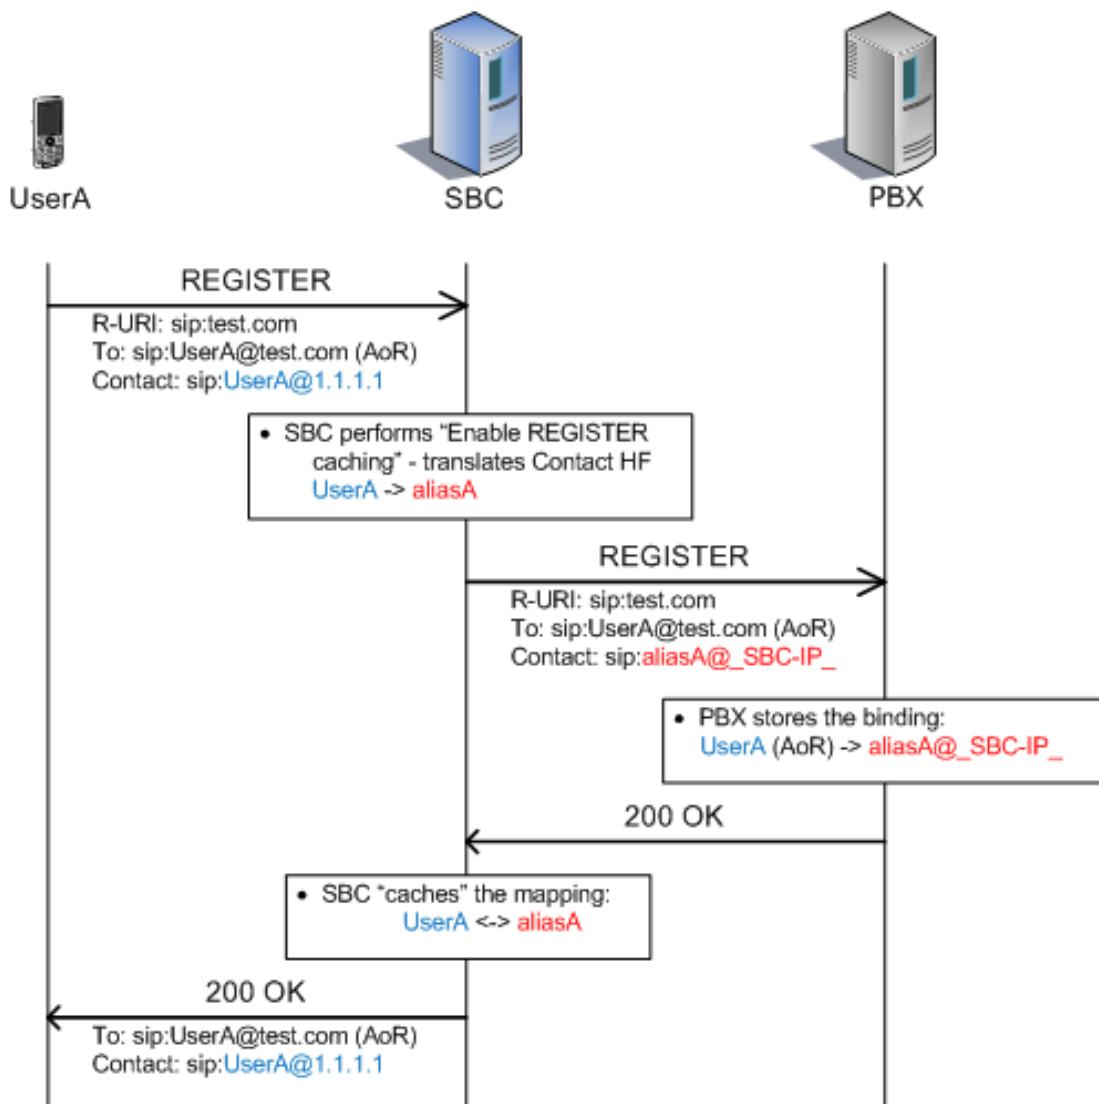 UserA
SBC
PBX
REGISTER
R-URI: sip:test.com
To: sip:UserA@test.com (AoR)
Contact: sip:UserA@1.1.1.1
• SBC performs “Enable REGISTER
caching” - translates Contact HF
UserA -> aliasA
REGISTER
R-URI: sip:test.com
To: sip:UserA@test.com (AoR)
Contact: sip:aliasA@_SBC-IP_
• PBX stores the binding:
UserA (AoR) -> aliasA@_SBC-IP_
200 OK
• SBC “caches” the mapping:
UserA <-> aliasA
200 OK
To: sip:UserA@test.com (AoR)
Contact: sip:UserA@1.1.1.1